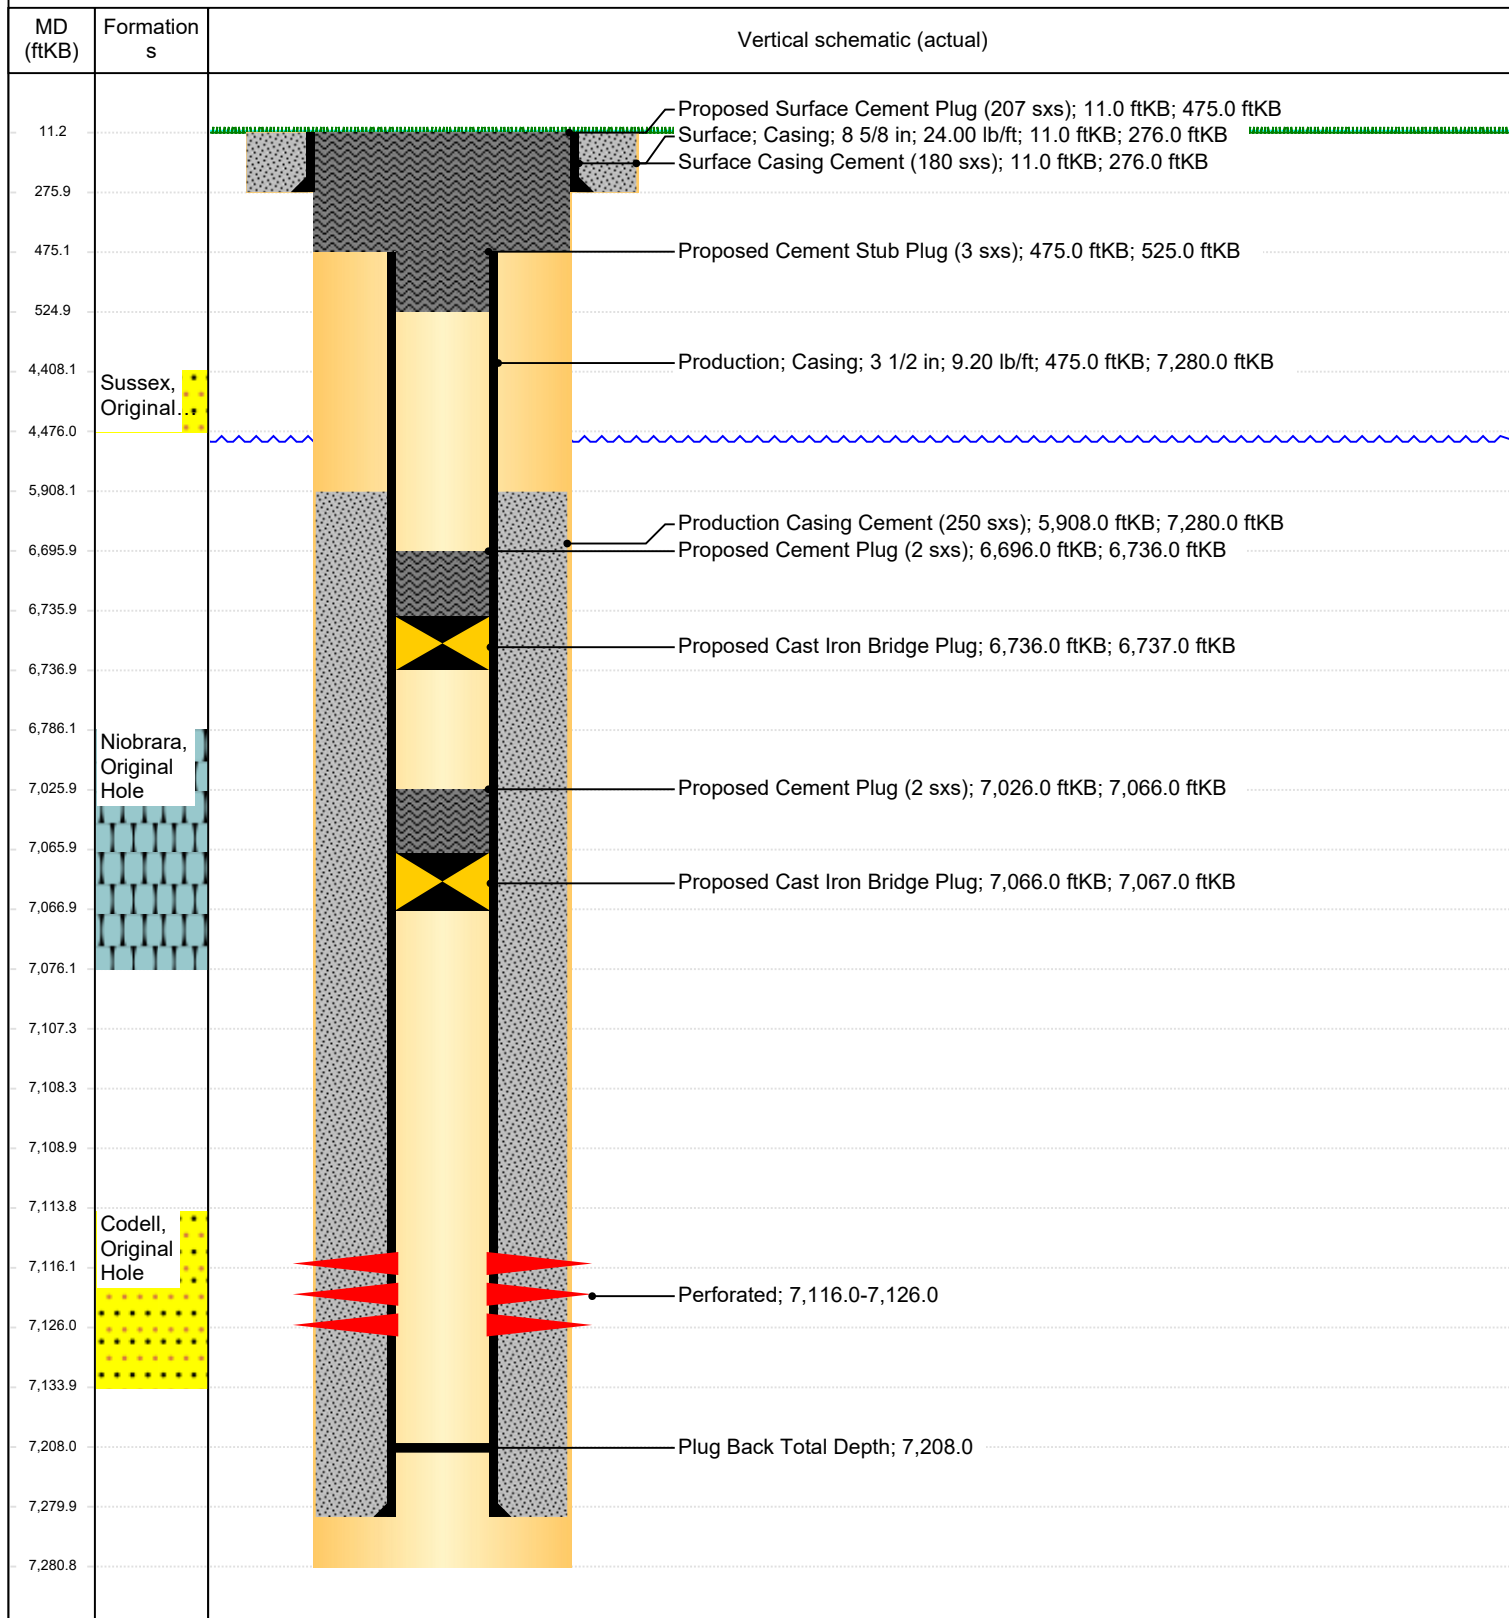 MD
(ftKB)
Formation
s
Vertical schematic (actual)
11.2
275.9
475.1
524.9
4,408.1
4,476.0
5,908.1
6,695.9
6,735.9
6,736.9
6,786.1
7,025.9
7,065.9
7,066.9
7,076.1
7,107.3
7,108.3
7,108.9
7,113.8
7,116.1
7,126.0
7,133.9
7,208.0
7,279.9
7,280.8
Sussex,
Original...
Niobrara,
Original
Hole
Codell,
Original
Hole
Proposed Surface Cement Plug (207 sxs); 11.0 ftKB; 475.0 ftKB
Surface; Casing; 8 5/8 in; 24.00 lb/ft; 11.0 ftKB; 276.0 ftKB
Surface Casing Cement (180 sxs); 11.0 ftKB; 276.0 ftKB
Proposed Cement Stub Plug (3 sxs); 475.0 ftKB; 525.0 ftKB
Production; Casing; 3 1/2 in; 9.20 lb/ft; 475.0 ftKB; 7,280.0 ftKB
Production Casing Cement (250 sxs); 5,908.0 ftKB; 7,280.0 ftKB
Proposed Cement Plug (2 sxs); 6,696.0 ftKB; 6,736.0 ftKB
Proposed Cast Iron Bridge Plug; 6,736.0 ftKB; 6,737.0 ftKB
Proposed Cement Plug (2 sxs); 7,026.0 ftKB; 7,066.0 ftKB
Proposed Cast Iron Bridge Plug; 7,066.0 ftKB; 7,067.0 ftKB
Perforated; 7,116.0-7,126.0
Plug Back Total Depth; 7,208.0